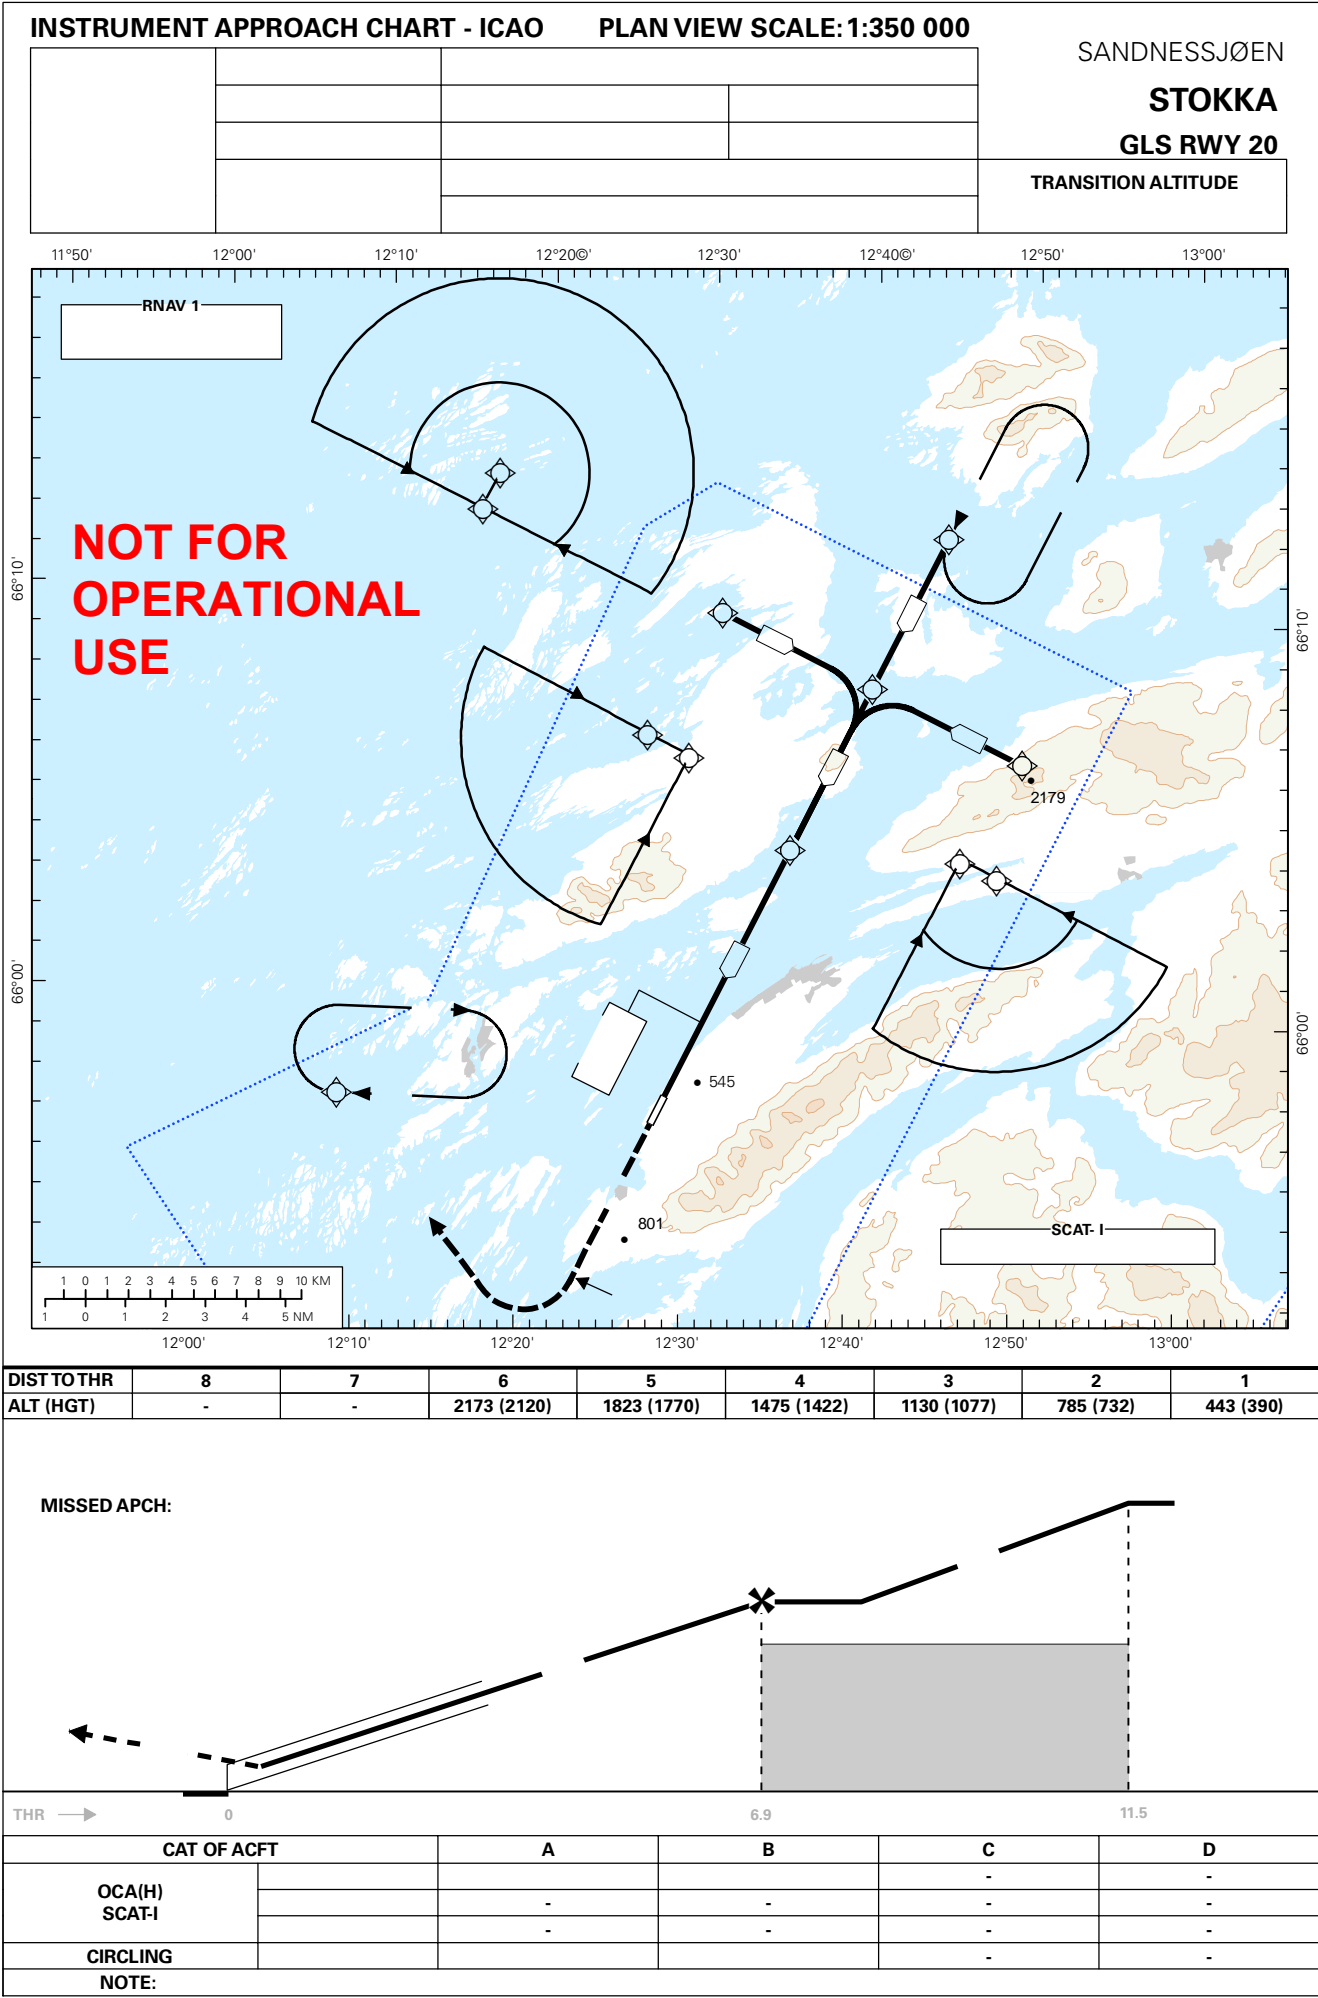 INSTRUMENT APPROACH CHART - ICAO PLAN VIEW SCALE: 1:350 000
SANDNESSJØEN
STOKKA
GLS RWY 20
TRANSITION ALTITUDE
11°50' 12°00' 12°10' 12°20©' 12°30' 12°40©' 12°50' 13°00'
RNAV 1
NOT FOR
OPERATIONAL
USE
66°10'
66°10'
2179
66°00'
66°00'
545
801
SCAT- I
1 0 1 2 3 4 5 6 7 8 9 10 KM
1 0 1 2 3 4 5 NM
12°00' 12°10' 12°20' 12°30' 12°40' 12°50' 13°00'
DIST TO THR 8 7 6 5 4 3 2 1
ALT (HGT) - - 2173 (2120) 1823 (1770) 1475 (1422) 1130 (1077) 785 (732) 443 (390)
MISSED APCH:
THR 0 6.9 11.5
CAT OF ACFT A B C D
- -
OCA(H)
SCAT-I
- - - -
- - - -
CIRCLING - -
NOTE: